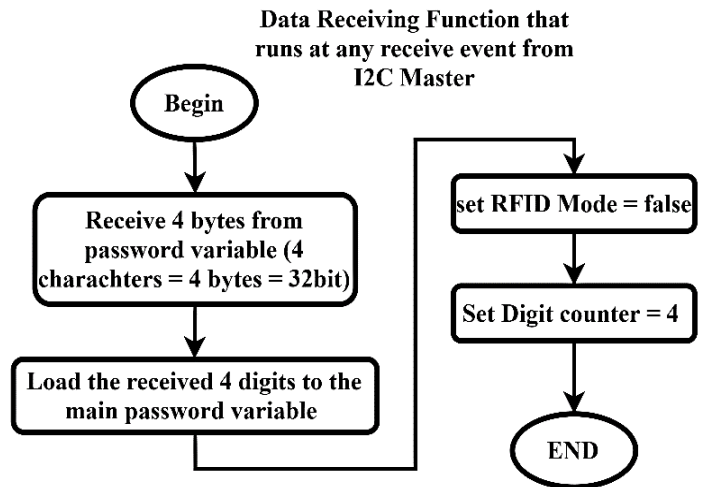 Data Receiving Function that
runs at any receive event from
I2C Master
Begin
Receive 4 bytes from
password variable (4
charachters = 4 bytes = 32bit)
Load the received 4 digits to the
main password variable
set RFID Mode = false
Set Digit counter = 4
END